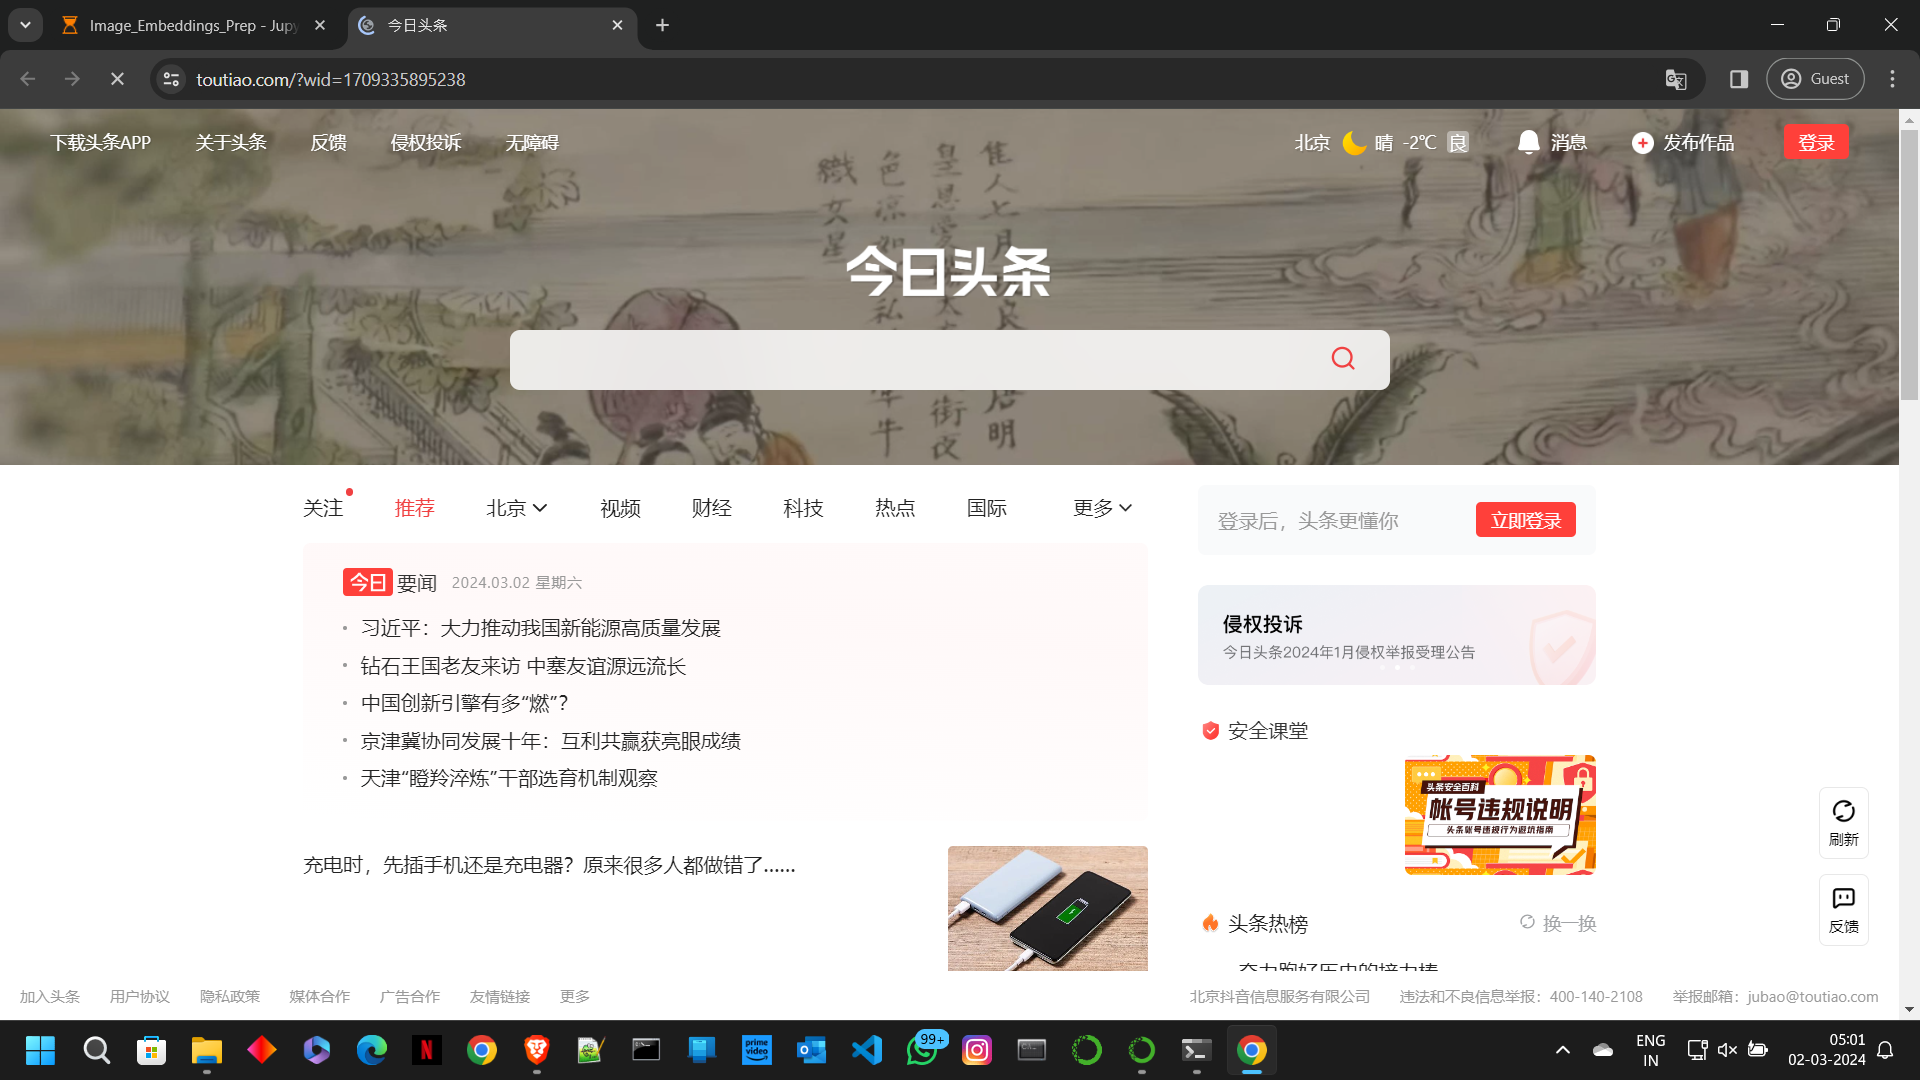 Image_Embeddings_Prep - Jupy
今日头条
toutiao.com/?wid=1709335895238
Guest
下载头条APP 关于头条 反馈 侵权投诉 无障碍
北京 晴 -2℃ 良 消息 发布作品 登录
今日头条
关注 推荐 北京 视频 财经 科技 热点 国际 更多
今日 要闻 2024.03.02 星期六
习近平：大力推动我国新能源高质量发展
钻石王国老友来访 中塞友谊源远流长
中国创新引擎有多“燃”？
京津冀协同发展十年：互利共赢获亮眼成绩
天津“瞪羚淬炼”干部选育机制观察
充电时，先插手机还是充电器？原来很多人都做错了……
登录后，头条更懂你 立即登录
侵权投诉
今日头条2024年1月侵权举报受理公告
安全课堂
头条安全百科
帐号违规说明
头条帐号违规行为避坑指南
头条热榜 换一换
奋力跑好历史的接力棒
刷新
反馈
加入头条 用户协议 隐私政策 媒体合作 广告合作 友情链接 更多
北京抖音信息服务有限公司 违法和不良信息举报：400-140-2108 举报邮箱：jubao@toutiao.com
prime video
99+
ENG
IN
05:01
02-03-2024